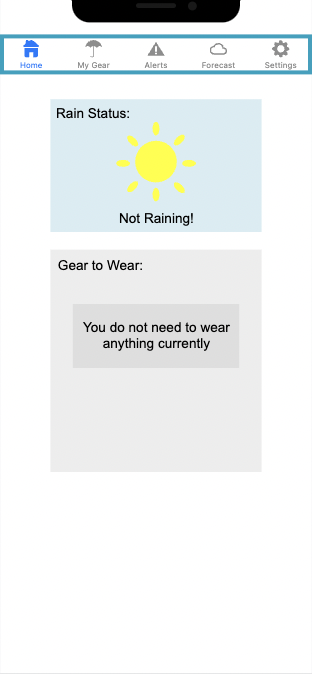 Home
My Gear
Alerts
Forecast
Settings
Rain Status:
Not Raining!
Gear to Wear:
You do not need to wear
anything currently